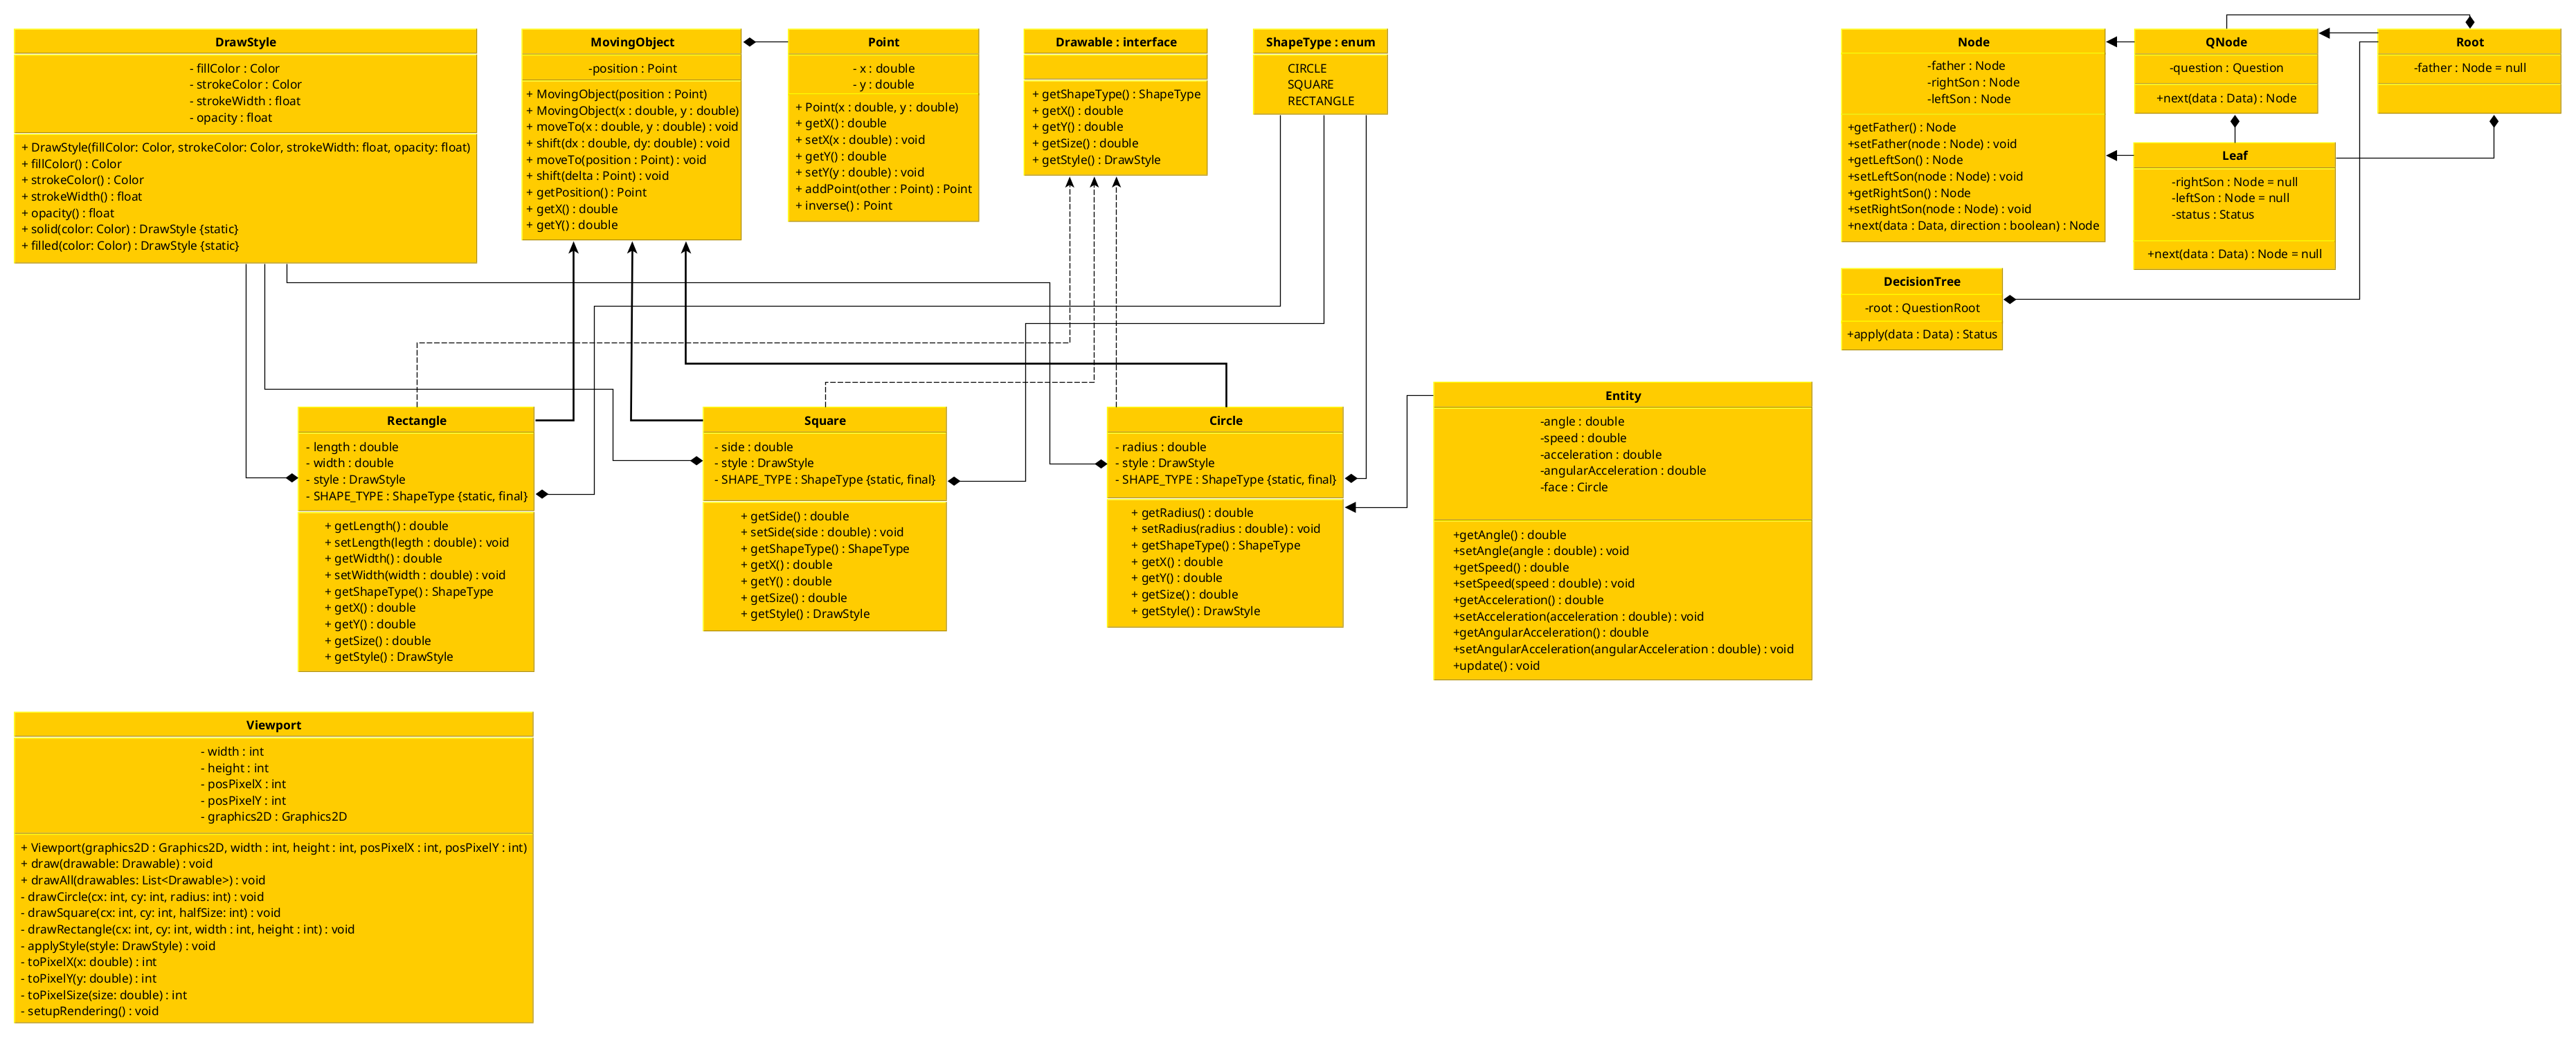 DrawStyle
- fillColor : Color
- strokeColor : Color
- strokeWidth : float
- opacity : float
+ DrawStyle(fillColor: Color, strokeColor: Color, strokeWidth: float, opacity: float)
+ fillColor() : Color
+ strokeColor() : Color
+ strokeWidth() : float
+ opacity() : float
+ solid(color: Color) : DrawStyle {static}
+ filled(color: Color) : DrawStyle {static}
MovingObject
-position : Point
+ MovingObject(position : Point)
+ MovingObject(x : double, y : double)
+ moveTo(x : double, y : double) : void
+ shift(dx : double, dy: double) : void
+ moveTo(position : Point) : void
+ shift(delta : Point) : void
+ getPosition() : Point
+ getX() : double
+ getY() : double
Point
- x : double
- y : double
+ Point(x : double, y : double)
+ getX() : double
+ setX(x : double) : void
+ getY() : double
+ setY(y : double) : void
+ addPoint(other : Point) : Point
+ inverse() : Point
Drawable : interface
+ getShapeType() : ShapeType
+ getX() : double
+ getY() : double
+ getSize() : double
+ getStyle() : DrawStyle
ShapeType : enum
CIRCLE
SQUARE
RECTANGLE
Node
-father : Node
-rightSon : Node
-leftSon : Node
+getFather() : Node
+setFather(node : Node) : void
+getLeftSon() : Node
+setLeftSon(node : Node) : void
+getRightSon() : Node
+setRightSon(node : Node) : void
+next(data : Data, direction : boolean) : Node
QNode
-question : Question
+next(data : Data) : Node
Root
-father : Node = null
Leaf
-rightSon : Node = null
-leftSon : Node = null
-status : Status
+next(data : Data) : Node = null
DecisionTree
-root : QuestionRoot
+apply(data : Data) : Status
Rectangle
- length : double
- width : double
- style : DrawStyle
- SHAPE_TYPE : ShapeType {static, final}
+ getLength() : double
+ setLength(legth : double) : void
+ getWidth() : double
+ setWidth(width : double) : void
+ getShapeType() : ShapeType
+ getX() : double
+ getY() : double
+ getSize() : double
+ getStyle() : DrawStyle
Square
- side : double
- style : DrawStyle
- SHAPE_TYPE : ShapeType {static, final}
+ getSide() : double
+ setSide(side : double) : void
+ getShapeType() : ShapeType
+ getX() : double
+ getY() : double
+ getSize() : double
+ getStyle() : DrawStyle
Circle
- radius : double
- style : DrawStyle
- SHAPE_TYPE : ShapeType {static, final}
+ getRadius() : double
+ setRadius(radius : double) : void
+ getShapeType() : ShapeType
+ getX() : double
+ getY() : double
+ getSize() : double
+ getStyle() : DrawStyle
Entity
-angle : double
-speed : double
-acceleration : double
-angularAcceleration : double
-face : Circle
+getAngle() : double
+setAngle(angle : double) : void
+getSpeed() : double
+setSpeed(speed : double) : void
+getAcceleration() : double
+setAcceleration(acceleration : double) : void
+getAngularAcceleration() : double
+setAngularAcceleration(angularAcceleration : double) : void
+update() : void
Viewport
- width : int
- height : int
- posPixelX : int
- posPixelY : int
- graphics2D : Graphics2D
+ Viewport(graphics2D : Graphics2D, width : int, height : int, posPixelX : int, posPixelY : int)
+ draw(drawable: Drawable) : void
+ drawAll(drawables: List<Drawable>) : void
- drawCircle(cx: int, cy: int, radius: int) : void
- drawSquare(cx: int, cy: int, halfSize: int) : void
- drawRectangle(cx: int, cy: int, width : int, height : int) : void
- applyStyle(style: DrawStyle) : void
- toPixelX(x: double) : int
- toPixelY(y: double) : int
- toPixelSize(size: double) : int
- setupRendering() : void